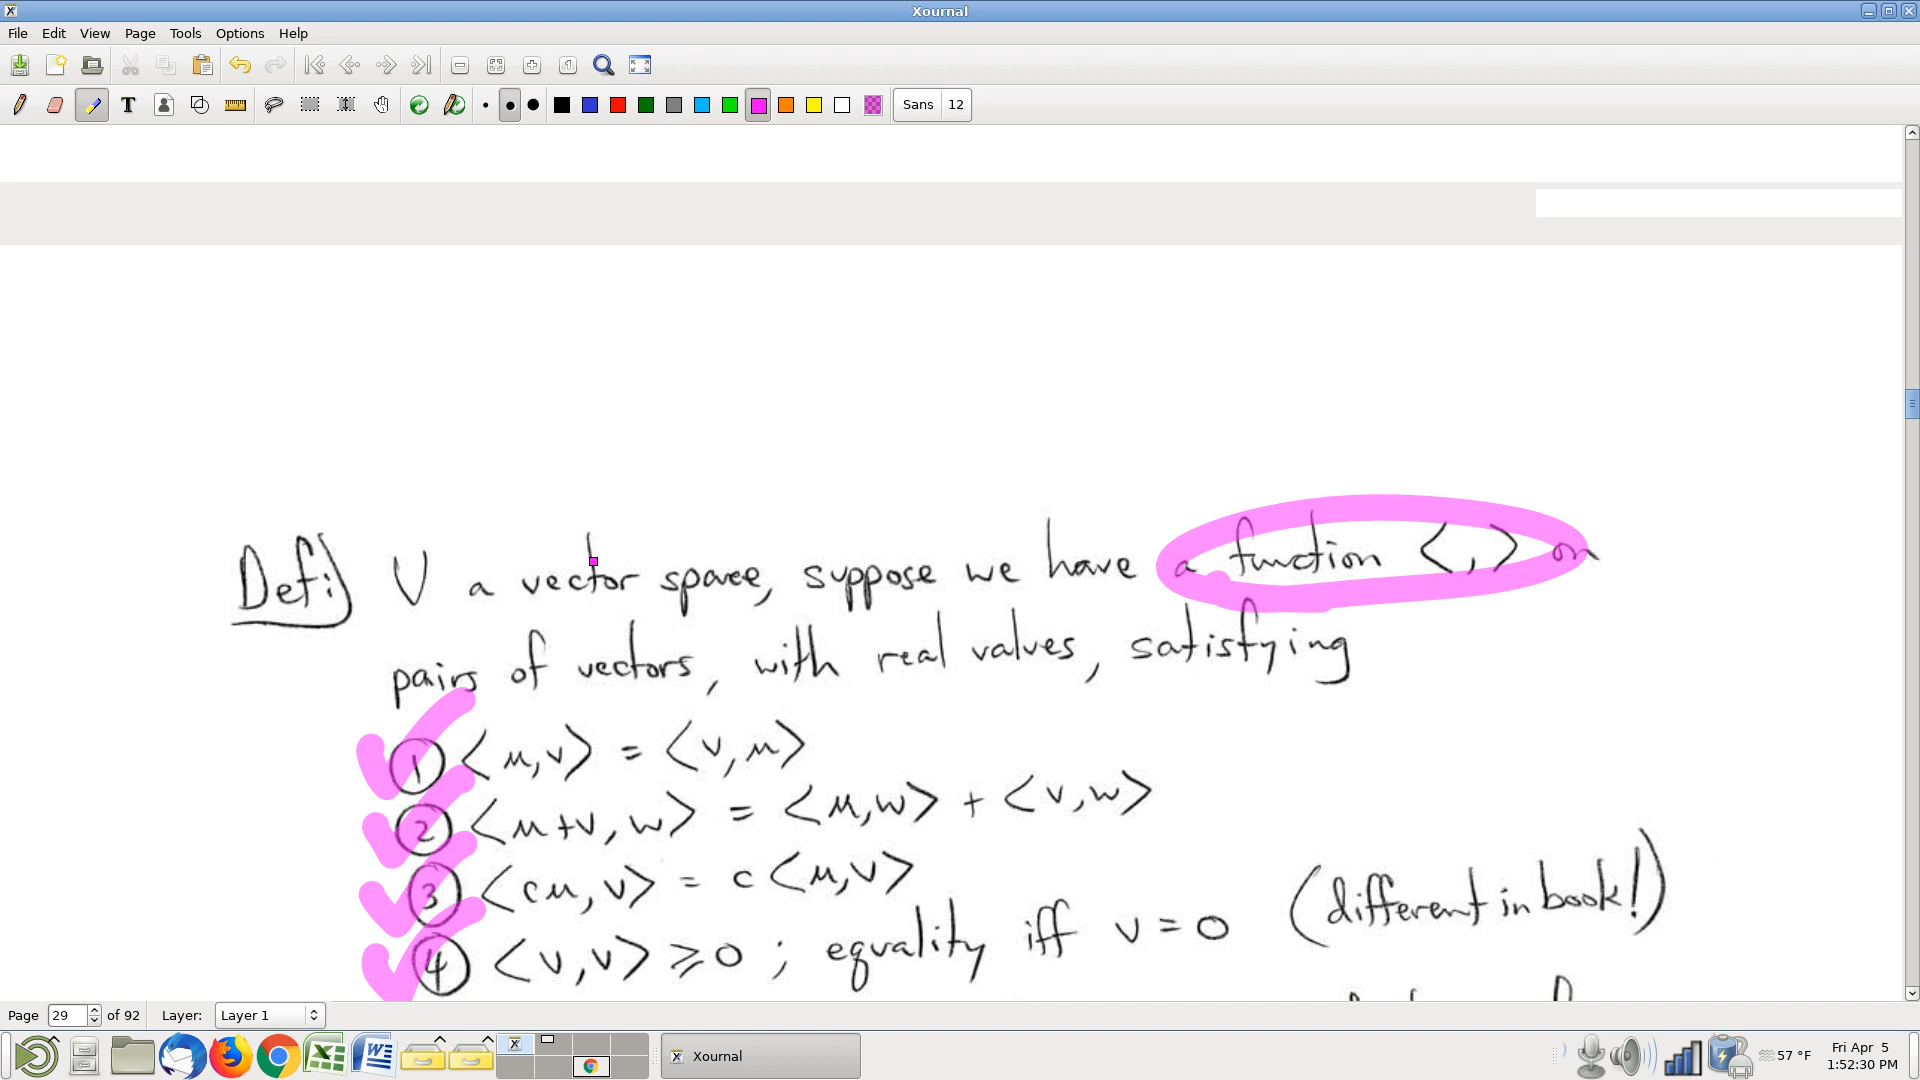 Xournal
File Edit View Page Tools Options Help
Sans 12
Def: V a vector space, suppose we have a function < , > on
pairs of vectors, with real values, satisfying
① <u,v> = <v,u>
② <u+v, w> = <u,w> + <v,w>
③ <cu, v> = c<u,v>
④ <v,v> ≥ 0 ; equality iff v = 0 (different in book!)
Page 29 of 92 Layer: Layer 1
Xournal
57 °F
Fri Apr 5
1:52:30 PM